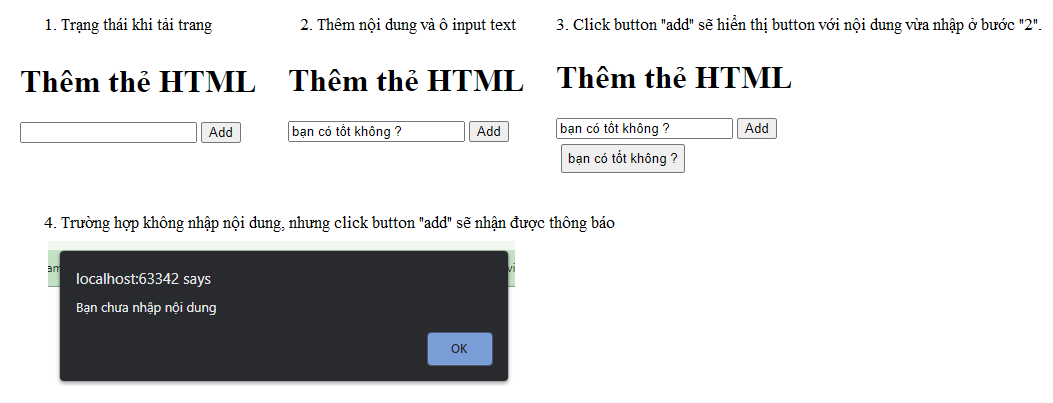 1. Trạng thái khi tải trang
2. Thêm nội dung và ô input text
3. Click button "add" sẽ hiển thị button với nội dung vừa nhập ở bước "2".
Thêm thẻ HTML
Add
Thêm thẻ HTML
bạn có tốt không ?
Add
Thêm thẻ HTML
bạn có tốt không ?
Add
bạn có tốt không ?
4. Trường hợp không nhập nội dung, nhưng click button "add" sẽ nhận được thông báo
localhost:63342 says
Bạn chưa nhập nội dung
OK